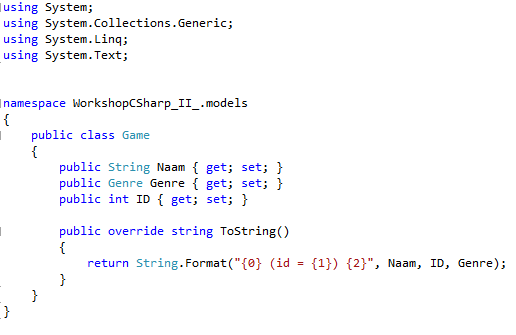 using System;
using System.Collections.Generic;
using System.Linq;
using System.Text;
namespace WorkshopCSharp_II_.models
{
public class Game
{
public String Naam { get; set; }
public Genre Genre { get; set; }
public int ID { get; set; }
public override string ToString()
{
return String.Format("{0} (id = {1}) {2}", Naam, ID, Genre);
}
}
}